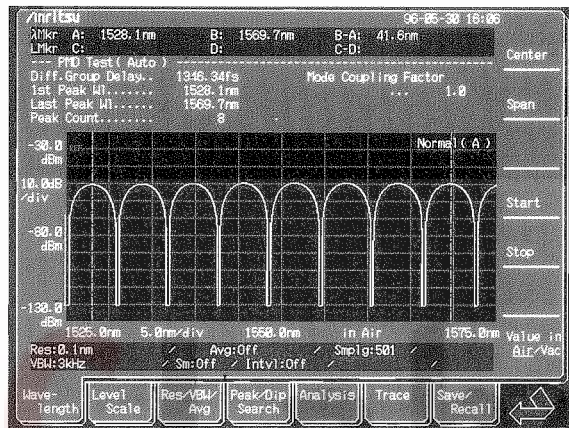 /inritsu 96-05-30 16:06
λMkr A: 1528.1nm B: 1569.7nm B-A: 41.6nm
LMkr C: D: C-D:
--- PMD Test( Auto ) ---
Diff.Group Delay.. 1346.34fs Mode Coupling Factor
1st Peak Wl....... 1528.1nm ... 1.0
Last Peak Wl...... 1569.7nm
Peak Count........ 8
Center
Span
-30.0
dBm
Normal( A )
10.0dB
/div
Start
-80.0
dBm
Stop
-130.0
dBm
1525.0nm 5.0nm/div 1550.0nm in Air 1575.0nm
Value in
Air/Vac
Res:0.1nm / Avg:Off / Smplg:501 /
VBW:3kHz / Sm:Off / Intvl:Off / /
Wave-
length
Level
Scale
Res/VBW/
Avg
Peak/Dip
Search
Analysis
Trace
Save/
Recall